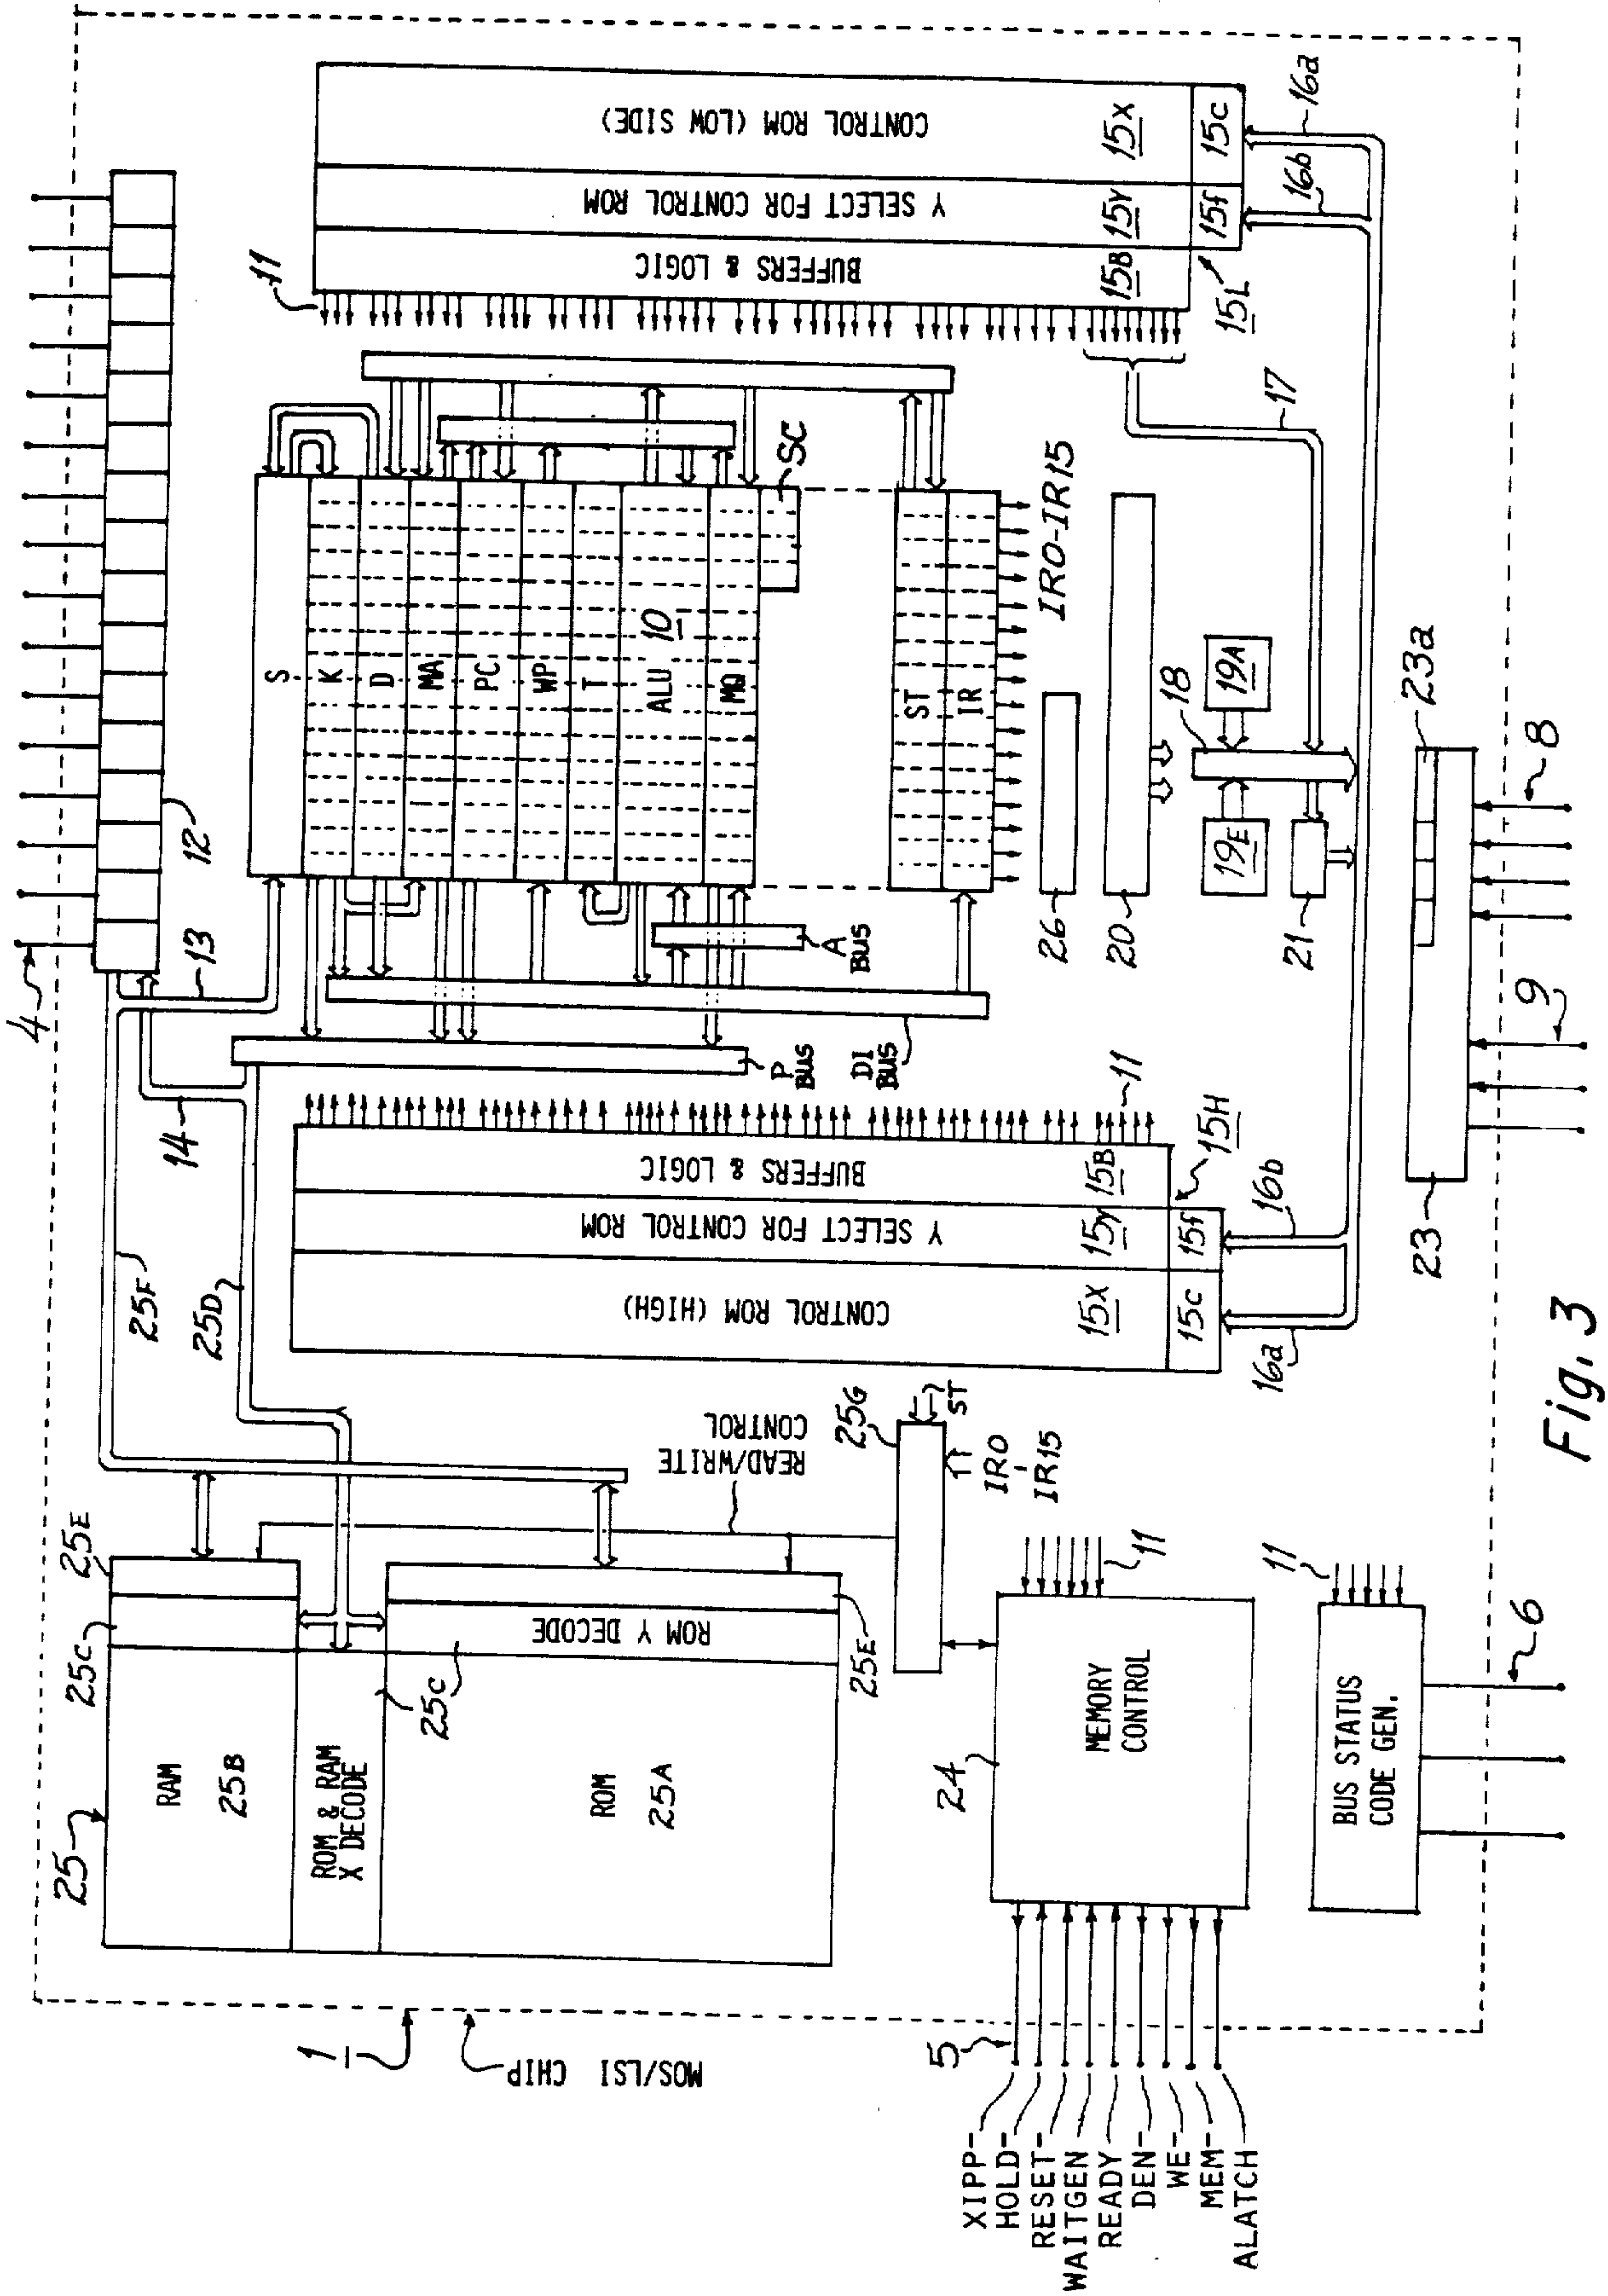 Fig. 3
1
MOS/LSI CHIP
4
12
13
14
25F
25D
25
25C
25E
RAM
25B
ROM & RAM
X DECODE
25C
ROM
25A
ROM Y DECODE
25E
READ/WRITE
CONTROL
25G
ST
IR0
-
IR15
24
MEMORY
CONTROL
11
5
XIPP-
HOLD-
RESET-
WAITGEN
READY
DEN-
WE-
MEM-
ALATCH
BUS STATUS
CODE GEN.
11
6
CONTROL ROM (HIGH)
15X
15C
Y SELECT FOR CONTROL ROM
15Y
15f
BUFFERS & LOGIC
15B
15H
11
16a
16b
P
BUS
DI
BUS
A
BUS
S
K
D
MA
PC
WP
T
ALU
10
MQ
SC
ST
IR
IR0-IR15
26
20
18
19A
19E
21
17
11
BUFFERS & LOGIC
15B
Y SELECT FOR CONTROL ROM
15Y
15f
CONTROL ROM (LOW SIDE)
15X
15C
15L
16b
16a
23
23a
8
9